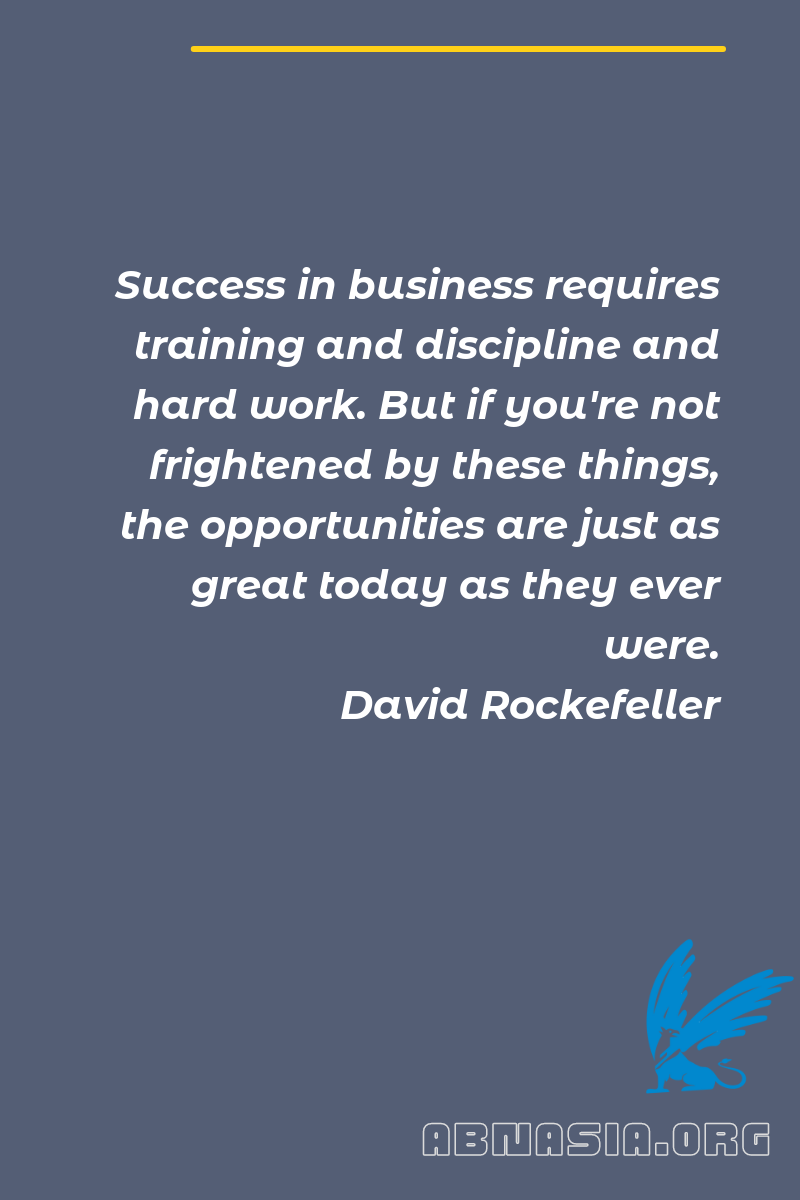 Success in business requires
training and discipline and
hard work. But if you're not
frightened by these things,
the opportunities are just as
great today as they ever
were.
David Rockefeller
ABNASIA.ORG